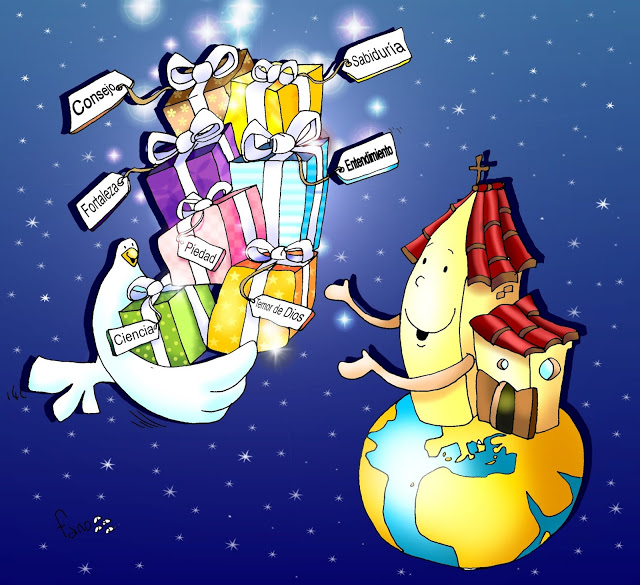 Consejo
Sabiduría
Fortaleza
Entendimiento
Piedad
Ciencia
Temor de Dios
fano